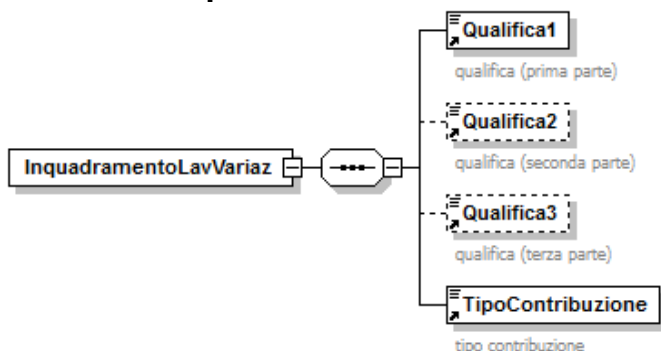 Qualifica1
qualifica (prima parte)
Qualifica2
qualifica (seconda parte)
InquadramentoLavVariaz
Qualifica3
qualifica (terza parte)
TipoContribuzione
tipo contribuzione